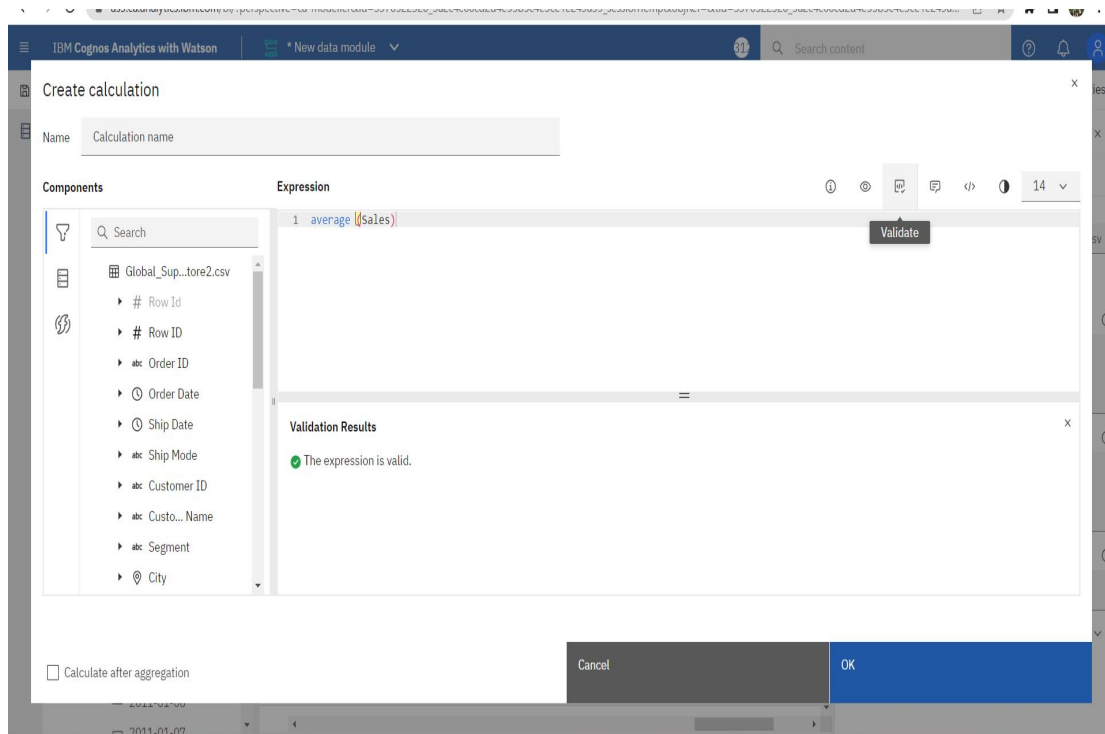 IBM Cognos Analytics with Watson
* New data module
Search content
Create calculation
x
Name
Calculation name
Components
Expression
14
Search
1 average (Sales)
Validate
Global_Sup...tore2.csv
# Row Id
# Row ID
abc Order ID
Order Date
Ship Date
abc Ship Mode
abc Customer ID
abc Custo... Name
abc Segment
City
Validation Results
x
The expression is valid.
Calculate after aggregation
Cancel
OK
2011-01-07